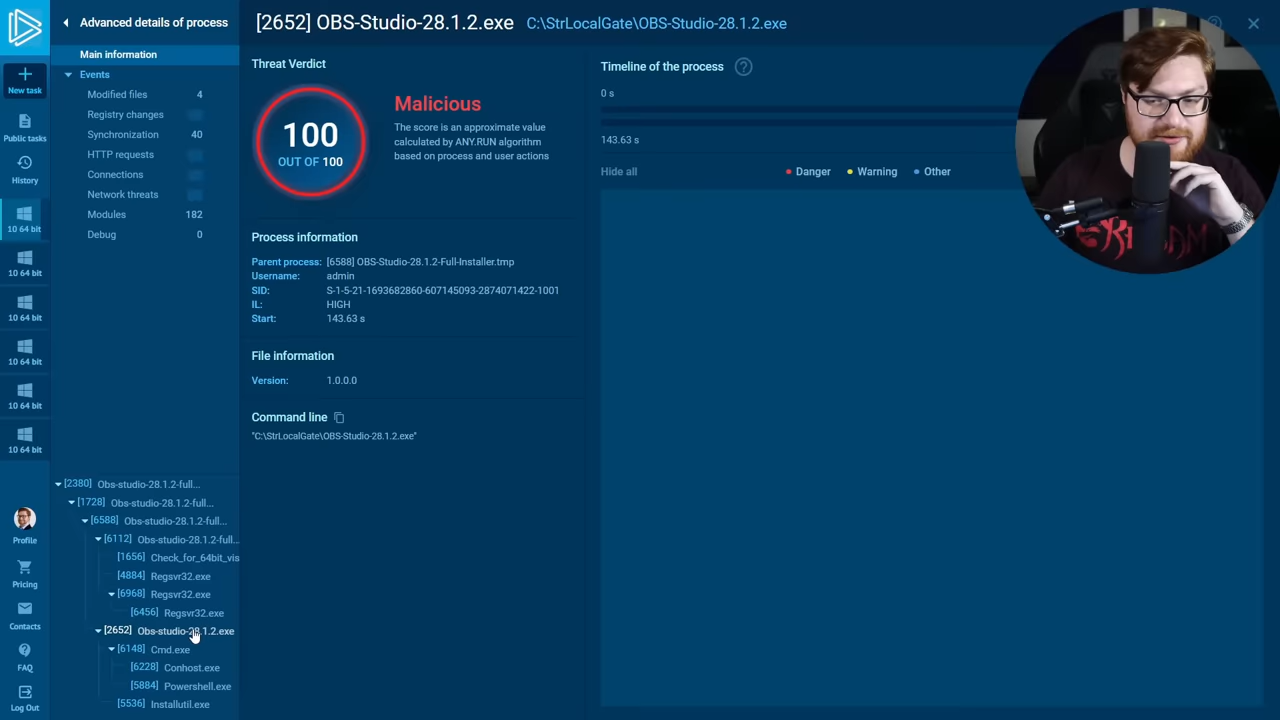 Advanced details of process
[2652] OBS-Studio-28.1.2.exe C:\StrLocalGate\OBS-Studio-28.1.2.exe
New task
Public tasks
History
10 64 bit
10 64 bit
10 64 bit
10 64 bit
10 64 bit
10 64 bit
Profile
Pricing
Contacts
FAQ
Log Out
Main information
Events
Modified files 4
Registry changes
Synchronization 40
HTTP requests
Connections
Network threats
Modules 182
Debug 0
[2380] Obs-studio-28.1.2-full...
[1728] Obs-studio-28.1.2-full...
[6588] Obs-studio-28.1.2-full...
[6112] Obs-studio-28.1.2-full...
[1656] Check_for_64bit_vis
[4884] Regsvr32.exe
[6968] Regsvr32.exe
[6456] Regsvr32.exe
[2652] Obs-studio-28.1.2.exe
[6148] Cmd.exe
[6228] Conhost.exe
[5884] Powershell.exe
[5536] Installutil.exe
Threat Verdict
100
OUT OF 100
Malicious
The score is an approximate value
calculated by ANY.RUN algorithm
based on process and user actions
Process information
Parent process: [6588] OBS-Studio-28.1.2-Full-Installer.tmp
Username: admin
SID: S-1-5-21-1693682860-607145093-2874071422-1001
IL: HIGH
Start: 143.63 s
File information
Version: 1.0.0.0
Command line
"C:\StrLocalGate\OBS-Studio-28.1.2.exe"
Timeline of the process ?
0 s
143.63 s
Hide all Danger Warning Other